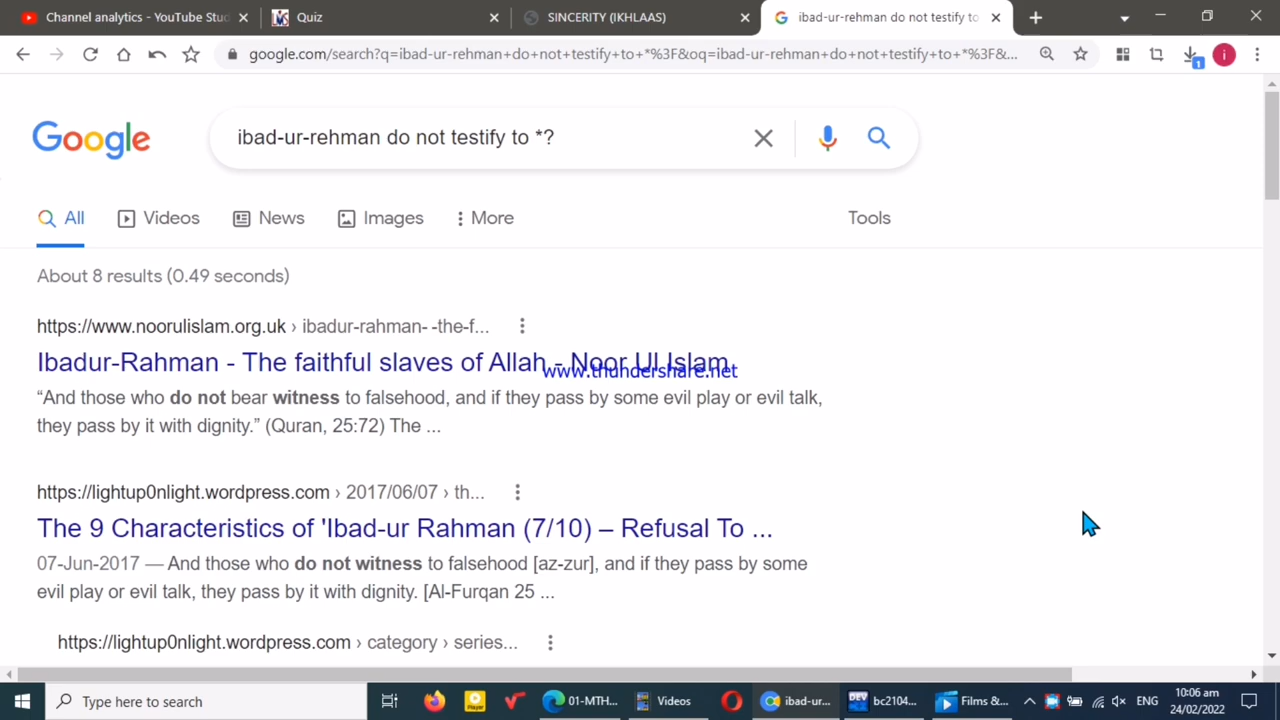 Channel analytics - YouTube Stu
Quiz
SINCERITY (IKHLAAS)
ibad-ur-rehman do not testify to
google.com/search?q=ibad-ur-rehman+do+not+testify+to+*%3F&oq=ibad-ur-rehman+do+not+testify+to+*%3F&...
1
i
Google
ibad-ur-rehman do not testify to *?
All
Videos
News
Images
More
Tools
About 8 results (0.49 seconds)
https://www.noorulislam.org.uk › ibadur-rahman- -the-f...
Ibadur-Rahman - The faithful slaves of Allah - Noor Ul Islam
www.thundershare.net
“And those who do not bear witness to falsehood, and if they pass by some evil play or evil talk,
they pass by it with dignity.” (Quran, 25:72) The ...
https://lightup0nlight.wordpress.com › 2017/06/07 › th...
The 9 Characteristics of 'Ibad-ur Rahman (7/10) – Refusal To ...
07-Jun-2017 — And those who do not witness to falsehood [az-zur], and if they pass by some
evil play or evil talk, they pass by it with dignity. [Al-Furqan 25 ...
https://lightup0nlight.wordpress.com › category › series...
Type here to search
01-MTH...
Videos
ibad-ur...
DEV
bc2104...
Films &...
ENG
10:06 am
24/02/2022